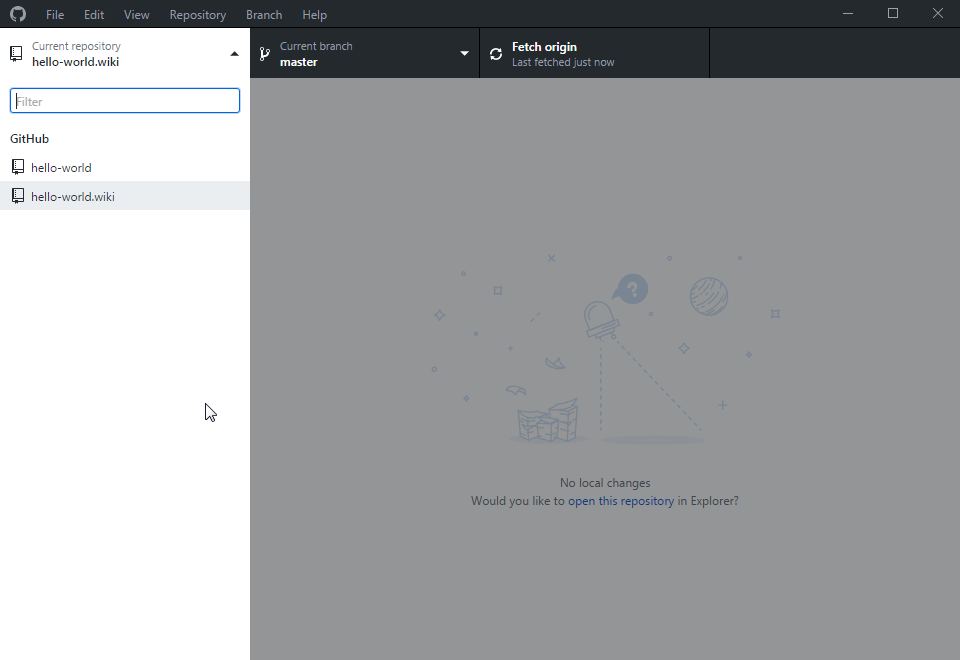 File Edit View Repository Branch Help
Current repository
hello-world.wiki
Current branch
master
Fetch origin
Last fetched just now
Filter
GitHub
hello-world
hello-world.wiki
?
No local changes
Would you like to open this repository in Explorer?